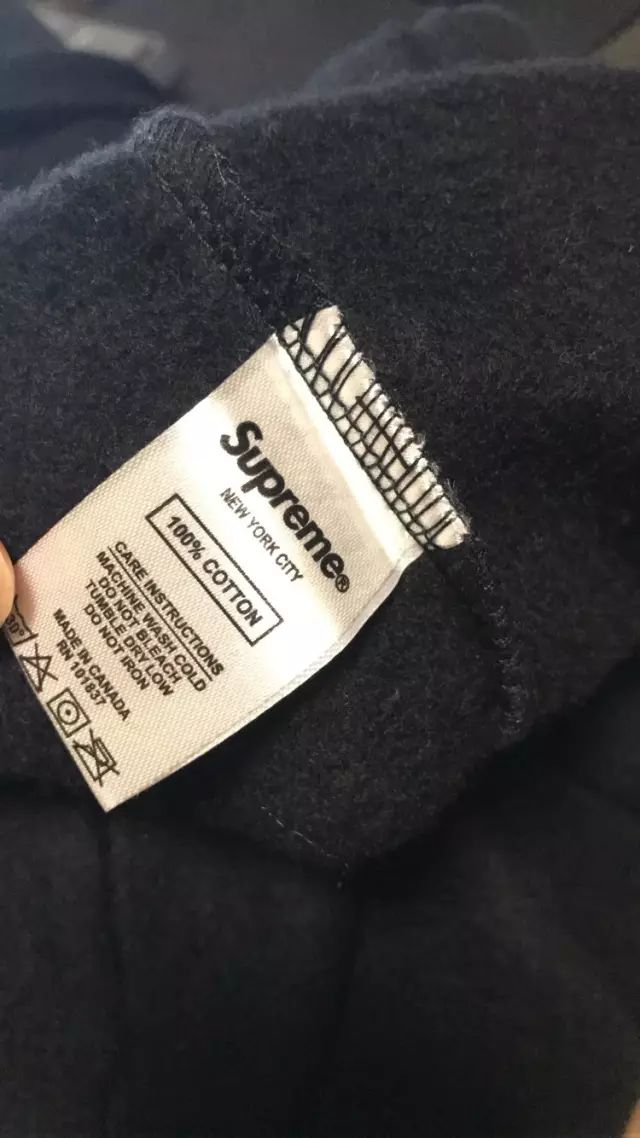 Supreme®
NEW YORK CITY
100% COTTON
CARE INSTRUCTIONS
MACHINE WASH COLD
DO NOT BLEACH
TUMBLE DRY LOW
DO NOT IRON
MADE IN CANADA
RN 101837
30°